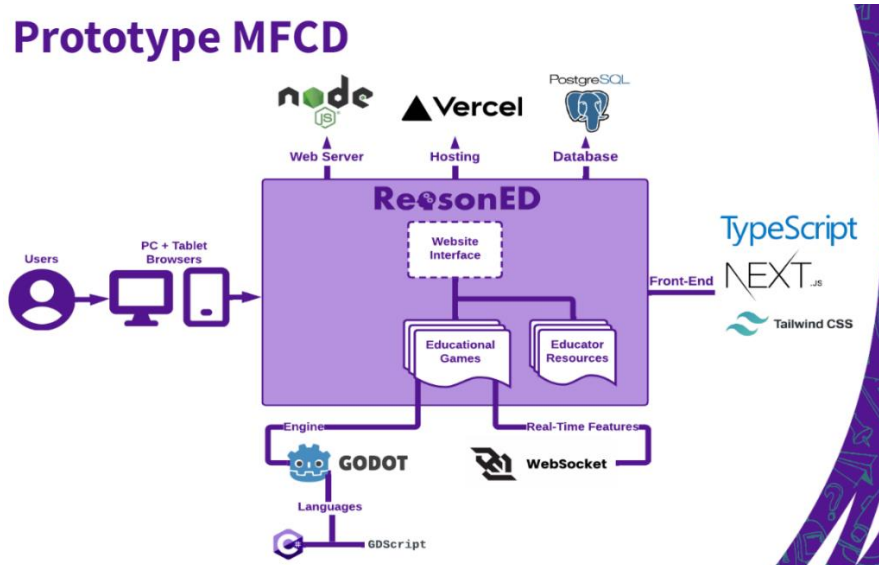 Prototype MFCD
node
JS
Vercel
PostgreSQL
Web Server
Hosting
Database
ReasonED
Website
Interface
Users
PC + Tablet
Browsers
Front-End
TypeScript
NEXT.JS
Tailwind CSS
Educational
Games
Educator
Resources
Engine
Real-Time Features
GODOT
WebSocket
Languages
C#
GDScript